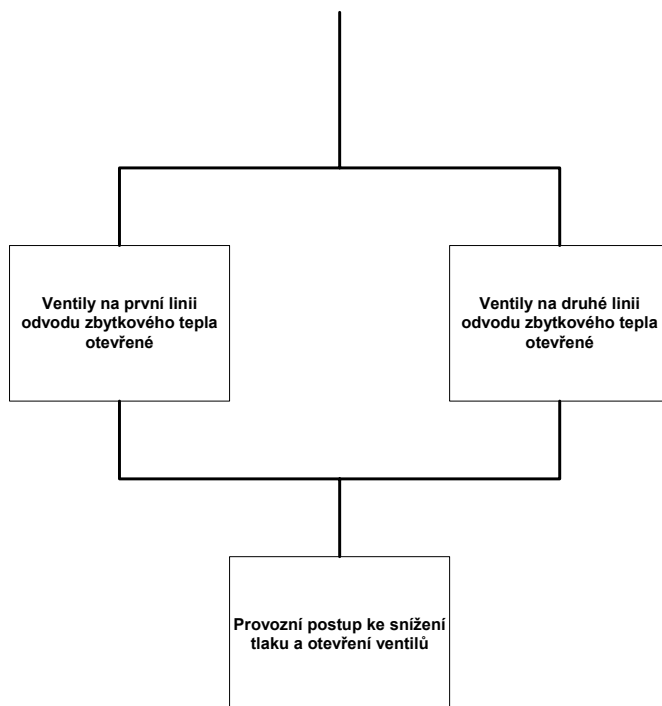 Ventily na první linii
odvodu zbytkového tepla
otevřené
Ventily na druhé linii
odvodu zbytkového tepla
otevřené
Provozní postup ke snížení
tlaku a otevření ventilů